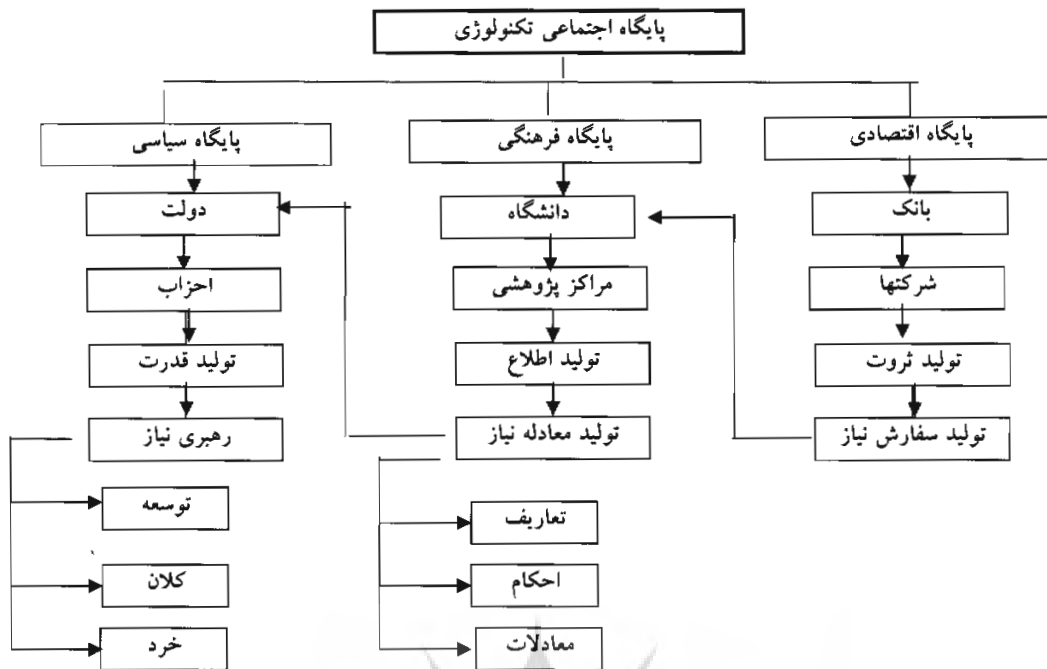 پایگاه اجتماعی تکنولوژی
پایگاه اقتصادی
پایگاه فرهنگی
پایگاه سیاسی
بانک
دانشگاه
دولت
شرکتها
مراکز پژوهشی
احزاب
تولید ثروت
تولید اطلاع
تولید قدرت
تولید سفارش نیاز
تولید معادله نیاز
رهبری نیاز
تعاریف
توسعه
احکام
کلان
معادلات
خرد